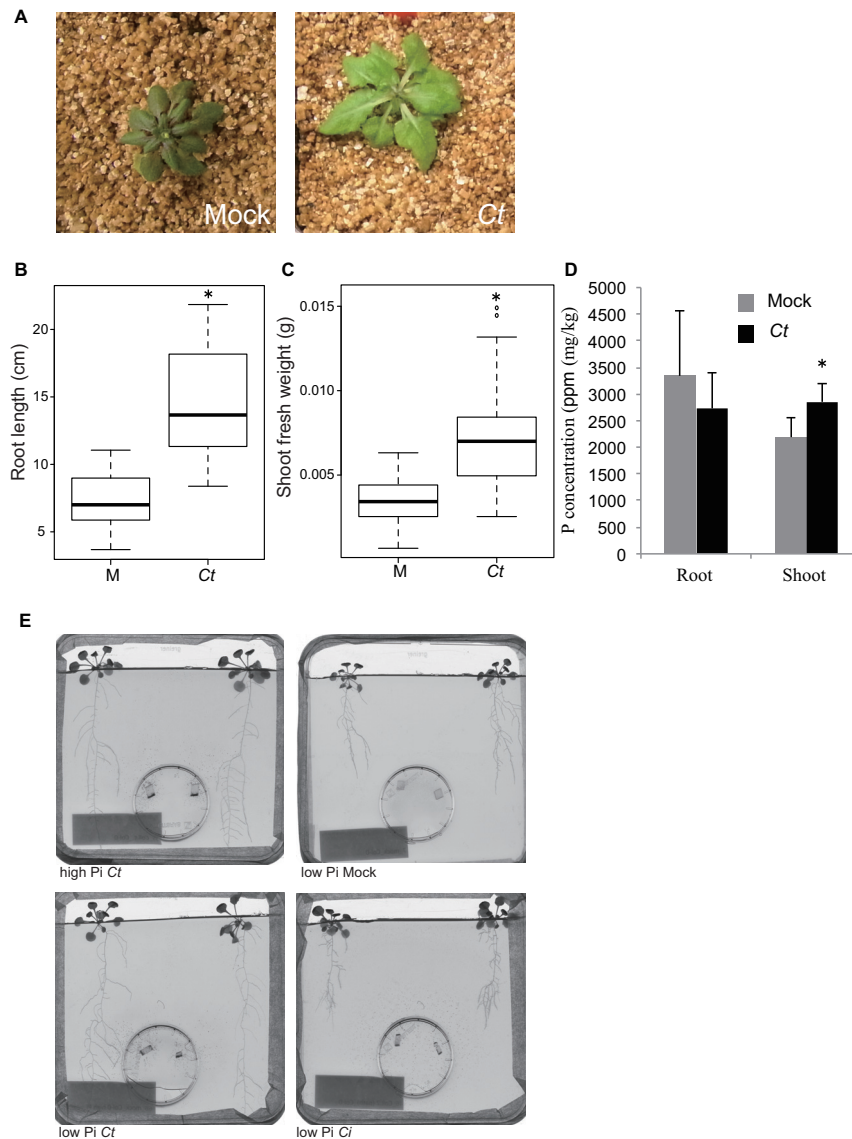 A
Mock
Ct
B
C
D
Root length (cm)
20
15
10
5
*
M
Ct
Shoot fresh weight (g)
0.015
0.010
0.005
*
M
Ct
P concentration (ppm (mg/kg)
5000
4500
4000
3500
3000
2500
2000
1500
1000
500
0
Mock
Ct
*
Root
Shoot
E
high Pi Ct
low Pi Mock
low Pi Ct
low Pi Ci